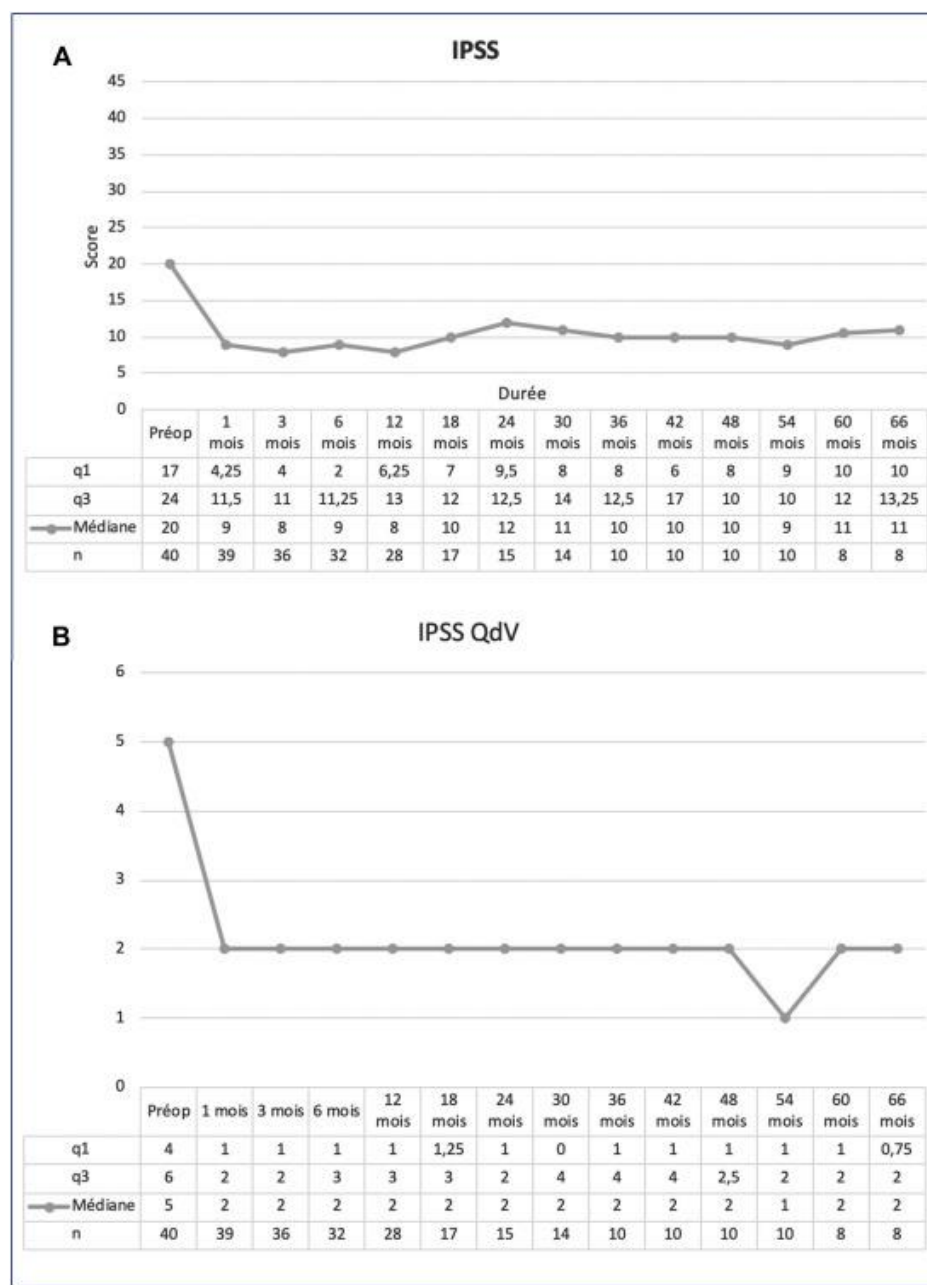 A
IPSS
45
40
35
30
25
20
15
10
5
0
Score
Durée
Préop 1 mois 3 mois 6 mois 12 mois 18 mois 24 mois 30 mois 36 mois 42 mois 48 mois 54 mois 60 mois 66 mois
q1 17 4,25 4 2 6,25 7 9,5 8 8 6 8 9 10 10
q3 24 11,5 11 11,25 13 12 12,5 14 12,5 17 10 10 12 13,25
Médiane 20 9 8 9 8 10 12 11 10 10 10 9 11 11
n 40 39 36 32 28 17 15 14 10 10 10 10 8 8
B
IPSS QdV
6
5
4
3
2
1
0
Préop 1 mois 3 mois 6 mois 12 mois 18 mois 24 mois 30 mois 36 mois 42 mois 48 mois 54 mois 60 mois 66 mois
q1 4 1 1 1 1 1,25 1 0 1 1 1 1 1 0,75
q3 6 2 2 3 3 3 2 4 4 4 2,5 2 2 2
Médiane 5 2 2 2 2 2 2 2 2 2 2 1 2 2
n 40 39 36 32 28 17 15 14 10 10 10 10 8 8